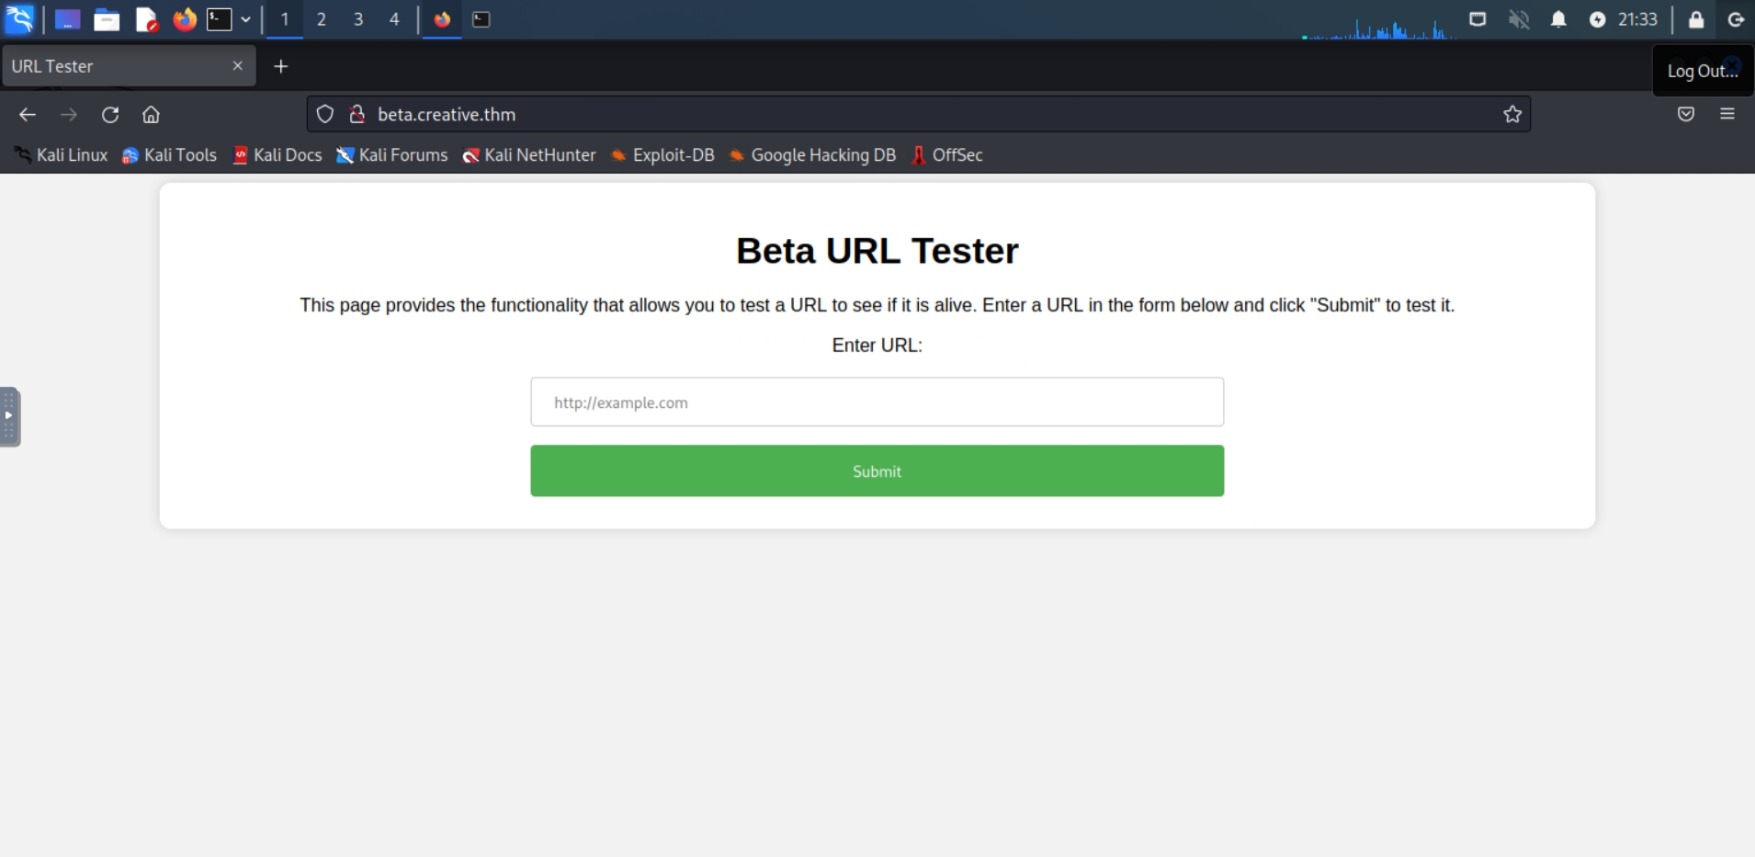 1 2 3 4 21:33
URL Tester
Log Out...
beta.creative.thm
Kali Linux Kali Tools Kali Docs Kali Forums Kali NetHunter Exploit-DB Google Hacking DB OffSec
Beta URL Tester
This page provides the functionality that allows you to test a URL to see if it is alive. Enter a URL in the form below and click "Submit" to test it.
Enter URL:
http://example.com
Submit